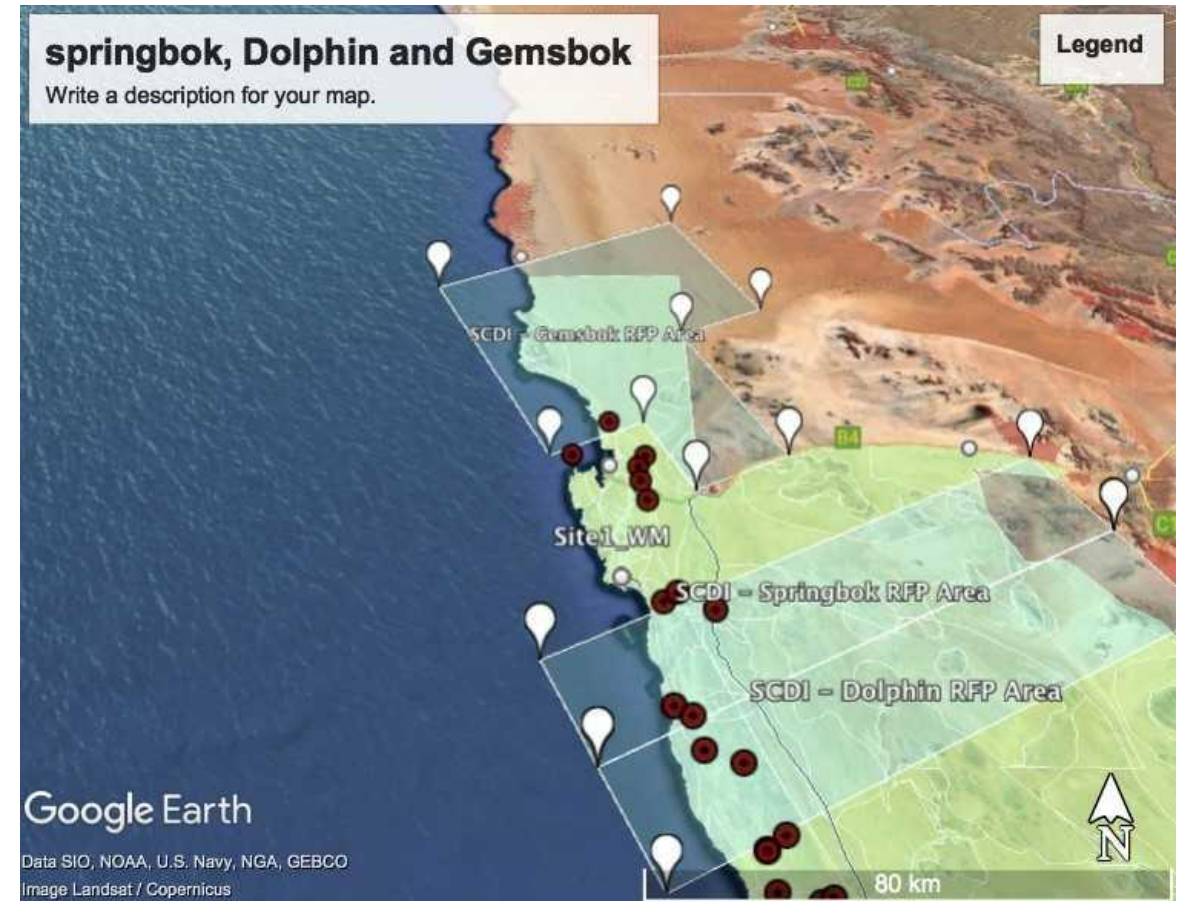 springbok, Dolphin and Gemsbok
Write a description for your map.
Legend
SCDI - Gemsbok RFP Area
B4
C1
Site1_WM
SCDI - Springbok RFP Area
SCDI - Dolphin RFP Area
Google Earth
N
Data SIO, NOAA, U.S. Navy, NGA, GEBCO
Image Landsat / Copernicus
80 km